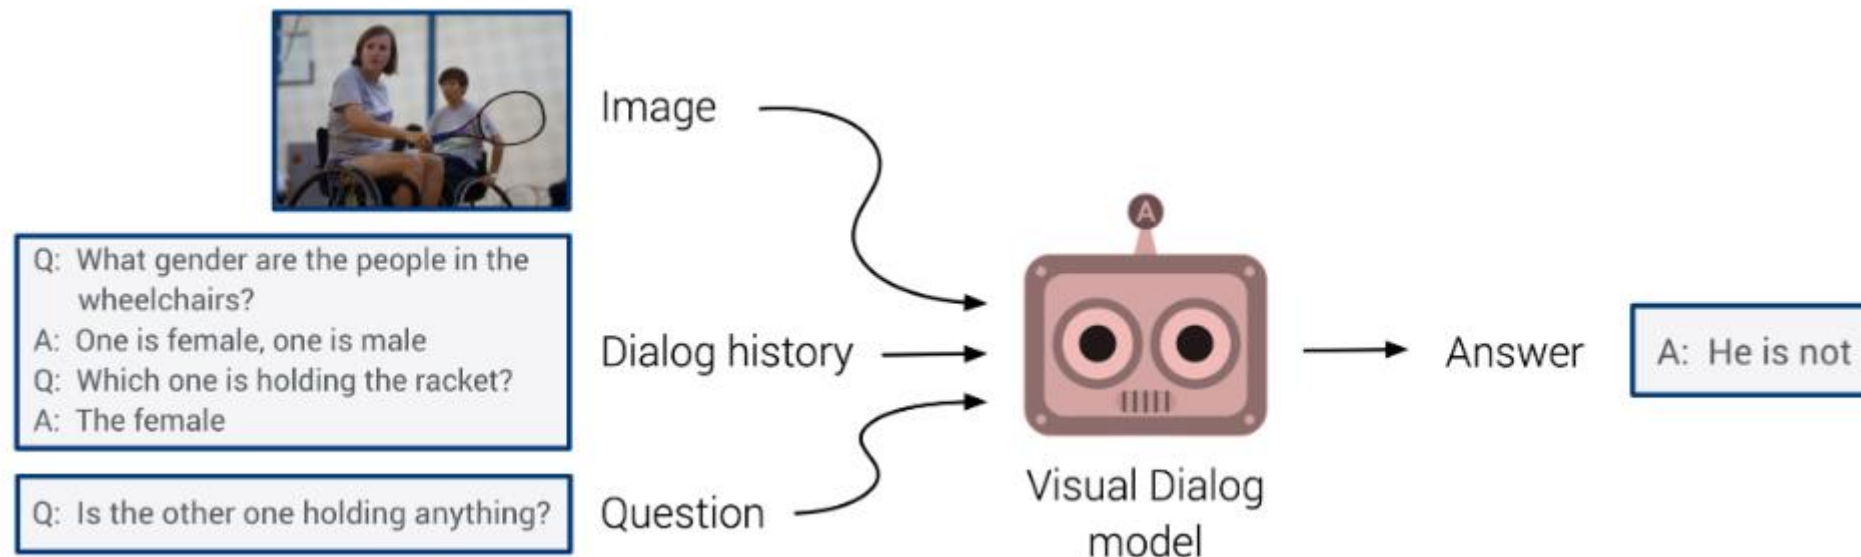 Image
Q: What gender are the people in the
wheelchairs?
A: One is female, one is male
Q: Which one is holding the racket?
A: The female
Dialog history
Q: Is the other one holding anything?
Question
A
Visual Dialog
model
Answer
A: He is not